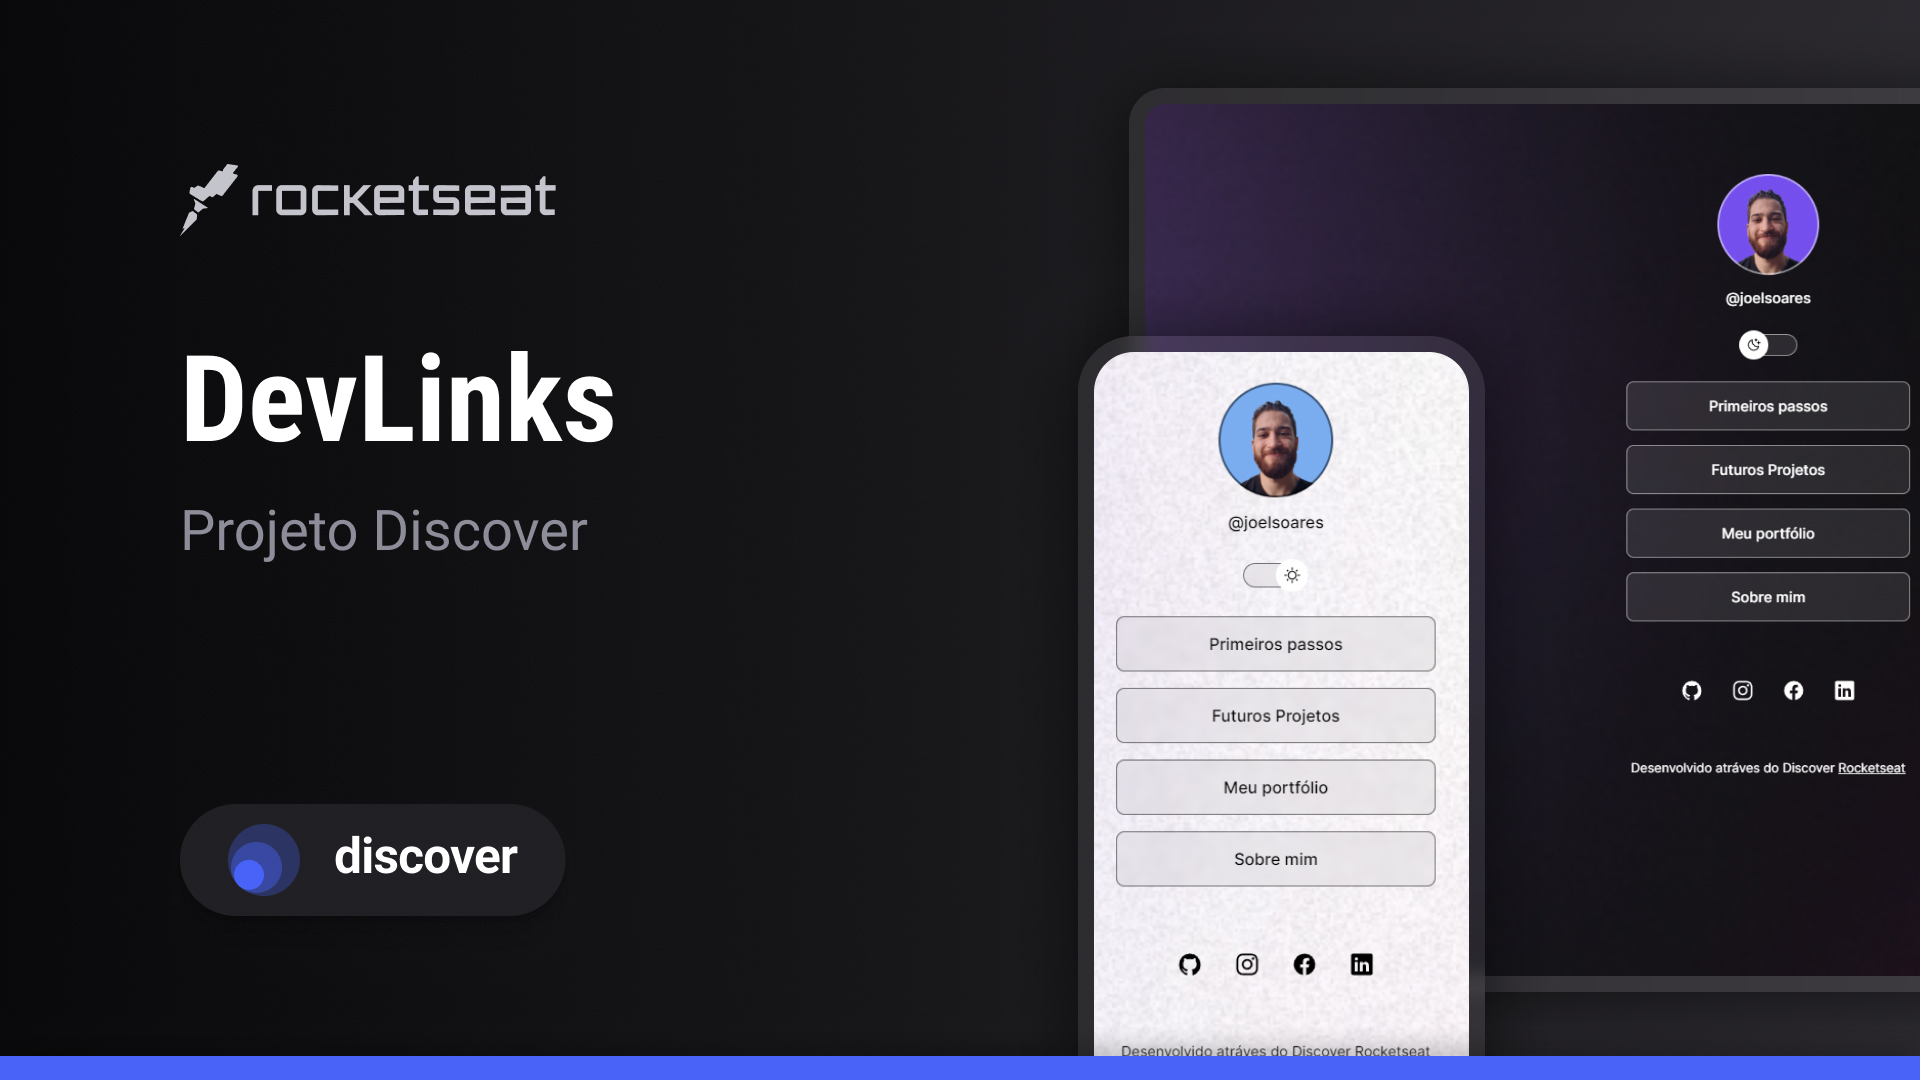 rocketseat
DevLinks
Projeto Discover
discover
@joelsoares
Primeiros passos
Futuros Projetos
Meu portfólio
Sobre mim
Desenvolvido atráves do Discover Rocketseat
@joelsoares
Primeiros passos
Futuros Projetos
Meu portfólio
Sobre mim
Desenvolvido atráves do Discover Rocketseat